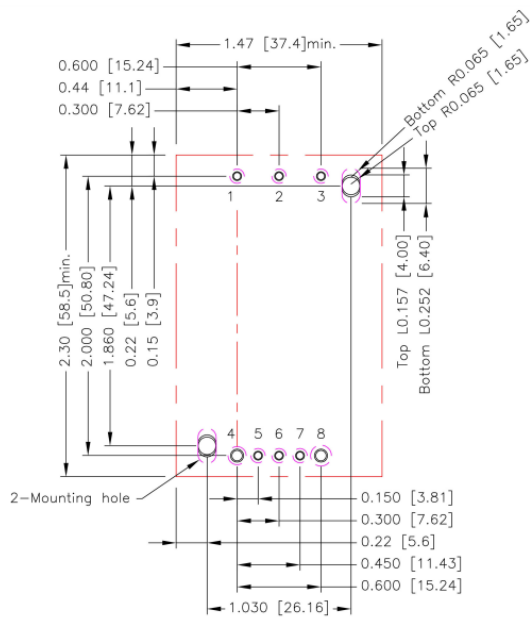 1.47 [37.4]min.
0.600 [15.24]
0.44 [11.1]
0.300 [7.62]
Bottom R0.065 [1.65]
Top R0.065 [1.65]
1 2 3
2.30 [58.5]min.
2.000 [50.80]
1.860 [47.24]
0.22 [5.6]
0.15 [3.9]
Top L0.157 [4.00]
Bottom L0.252 [6.40]
4 5 6 7 8
2-Mounting hole
0.150 [3.81]
0.300 [7.62]
0.22 [5.6]
0.450 [11.43]
0.600 [15.24]
1.030 [26.16]